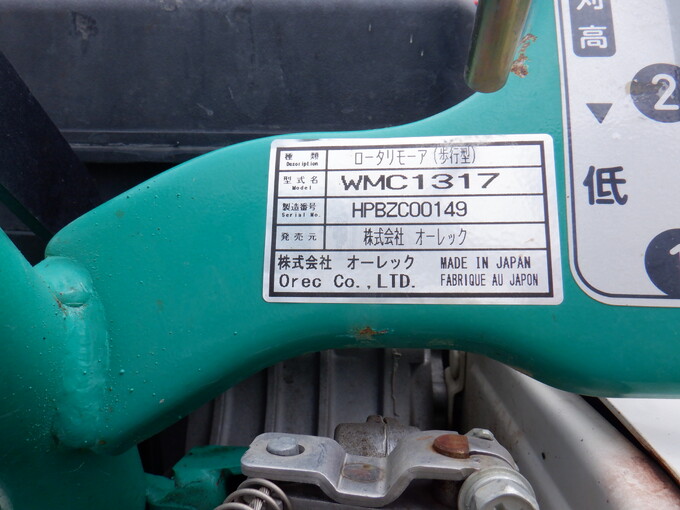 種類 ロータリモーア(歩行型)
Description
型式名 WMC1317
Model
製造番号 HPBZC00149
Serial No.
発売元 株式会社 オーレック
株式会社 オーレック MADE IN JAPAN
Orec Co.,LTD. FABRIQUE AU JAPON
高
2
▼
低
1